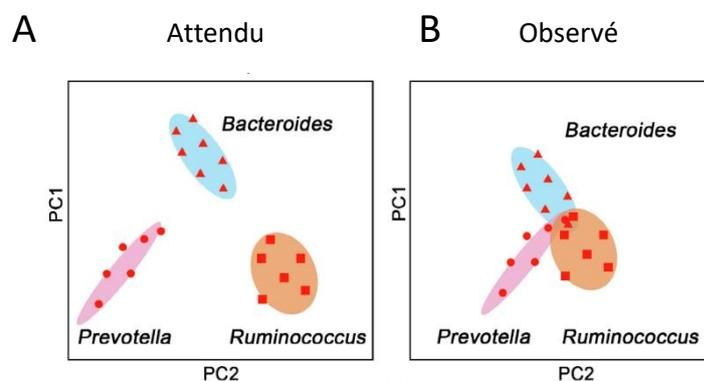 A
Attendu
Bacteroides
PC1
Prevotella
Ruminococcus
PC2
B
Observé
Bacteroides
PC1
Prevotella
Ruminococcus
PC2